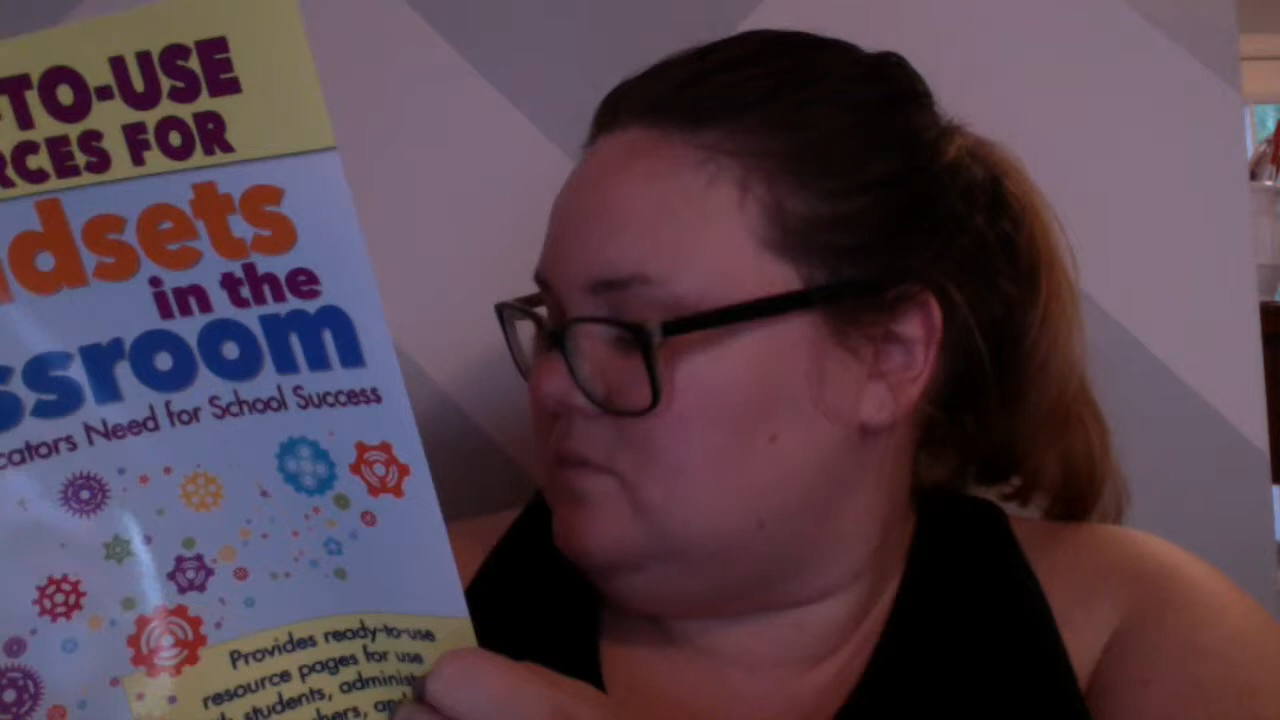 -TO-USE
RCES FOR
dsets
in the
ssroom
cators Need for School Success
Provides ready-to-use
resource pages for use
students, administ
hers, an